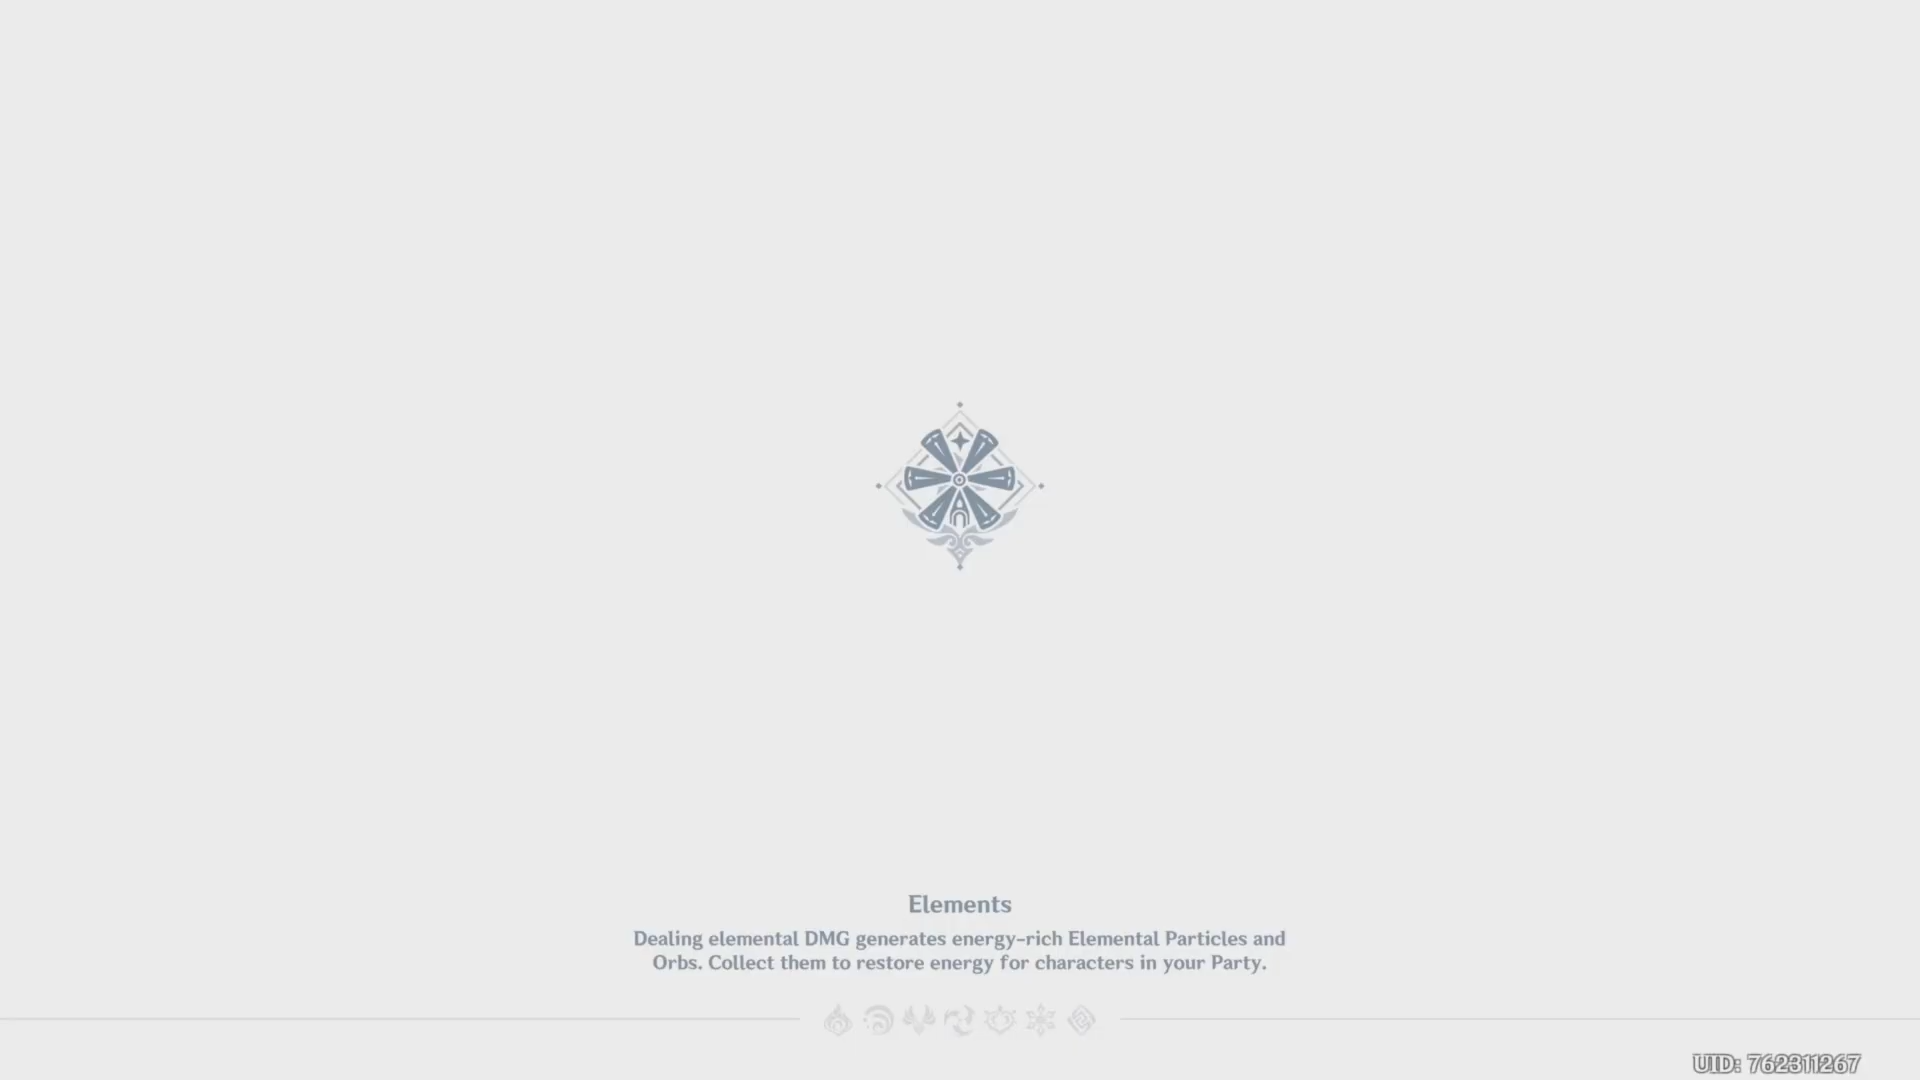 Elements
Dealing elemental DMG generates energy-rich Elemental Particles and
Orbs. Collect them to restore energy for characters in your Party.
UID: 762311267